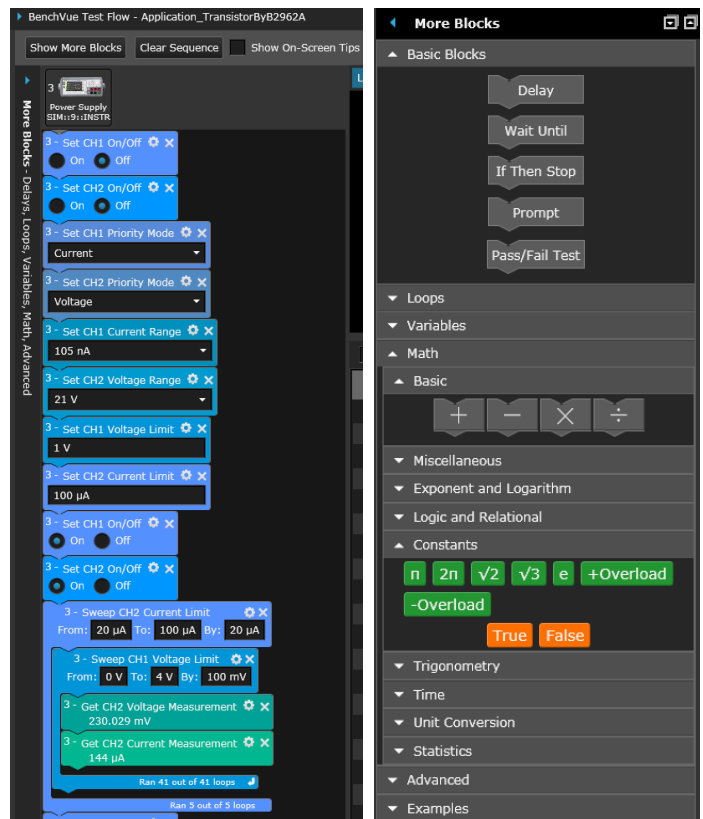 BenchVue Test Flow - Application_TransistorByB2962A
Show More Blocks
Clear Sequence
Show On-Screen Tips
More Blocks - Delays, Loops, Variables, Math, Advanced
3
Power Supply
SIM::9::INSTR
L
3 - Set CH1 On/Off
On Off
3 - Set CH2 On/Off
On Off
3 - Set CH1 Priority Mode
Current
3 - Set CH2 Priority Mode
Voltage
3 - Set CH1 Current Range
105 nA
3 - Set CH2 Voltage Range
21 V
3 - Set CH1 Voltage Limit
1 V
3 - Set CH2 Current Limit
100 µA
3 - Set CH1 On/Off
On Off
3 - Set CH2 On/Off
On Off
3 - Sweep CH2 Current Limit
From: 20 µA To: 100 µA By: 20 µA
3 - Sweep CH1 Voltage Limit
From: 0 V To: 4 V By: 100 mV
3 - Get CH2 Voltage Measurement
230.029 mV
3 - Get CH2 Current Measurement
144 µA
Ran 41 out of 41 loops
Ran 5 out of 5 loops
More Blocks
Basic Blocks
Delay
Wait Until
If Then Stop
Prompt
Pass/Fail Test
Loops
Variables
Math
Basic
+ − × ÷
Miscellaneous
Exponent and Logarithm
Logic and Relational
Constants
π 2π √2 √3 e +Overload
-Overload
True False
Trigonometry
Time
Unit Conversion
Statistics
Advanced
Examples